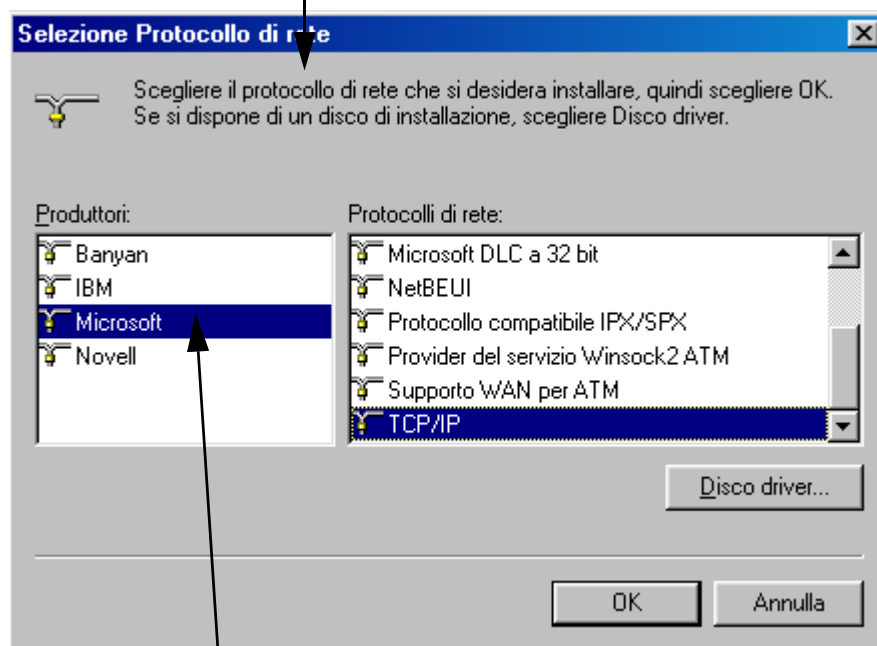 Selezione Protocollo di rete
Scegliere il protocollo di rete che si desidera installare, quindi scegliere OK.
Se si dispone di un disco di installazione, scegliere Disco driver.
Produttori:
Banyan
IBM
Microsoft
Novell
Protocolli di rete:
Microsoft DLC a 32 bit
NetBEUI
Protocollo compatibile IPX/SPX
Provider del servizio Winsock2 ATM
Supporto WAN per ATM
TCP/IP
Disco driver...
OK
Annulla